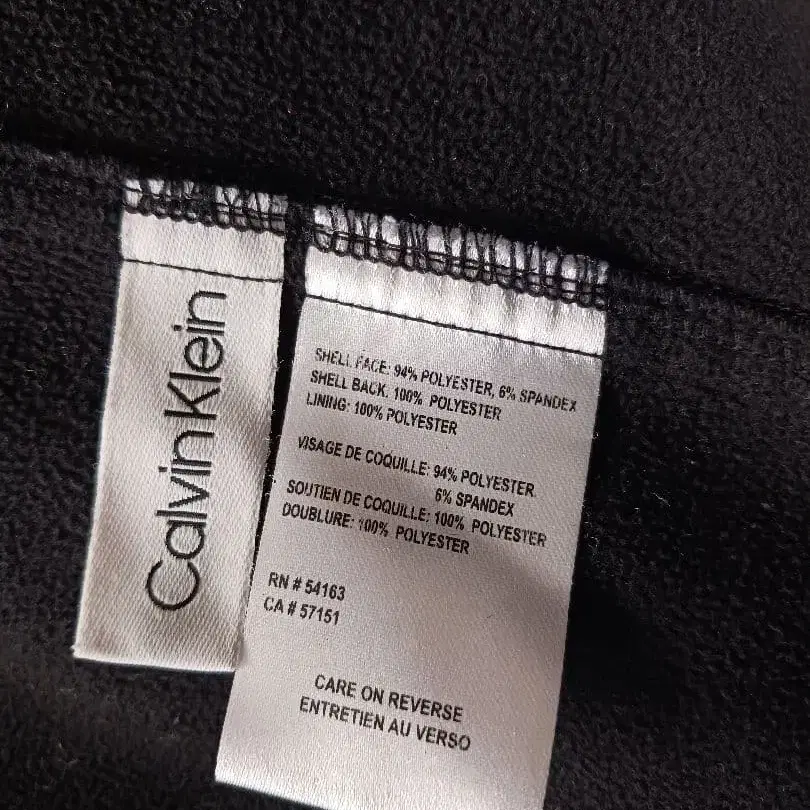 Calvin Klein
SHELL FACE: 94% POLYESTER, 6% SPANDEX
SHELL BACK: 100% POLYESTER
LINING: 100% POLYESTER
VISAGE DE COQUILLE: 94% POLYESTER
6% SPANDEX
SOUTIEN DE COQUILLE: 100% POLYESTER
DOUBLURE: 100% POLYESTER
RN # 54163
CA # 57151
CARE ON REVERSE
ENTRETIEN AU VERSO